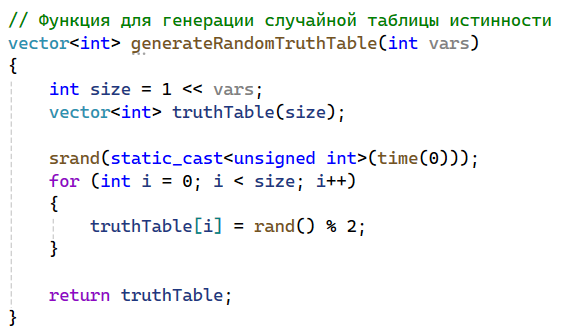 // Функция для генерации случайной таблицы истинности
vector<int> generateRandomTruthTable(int vars)
{
    int size = 1 << vars;
    vector<int> truthTable(size);

    srand(static_cast<unsigned int>(time(0)));
    for (int i = 0; i < size; i++)
    {
        truthTable[i] = rand() % 2;
    }

    return truthTable;
}